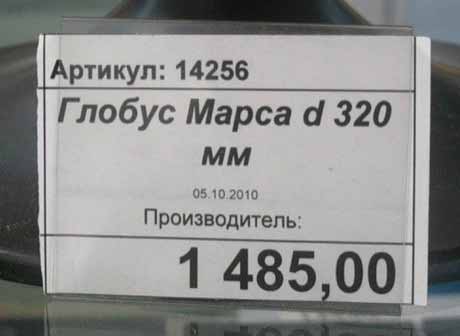 Артикул: 14256
Глобус Марса d 320
мм
05.10.2010
Производитель:
1 485,00